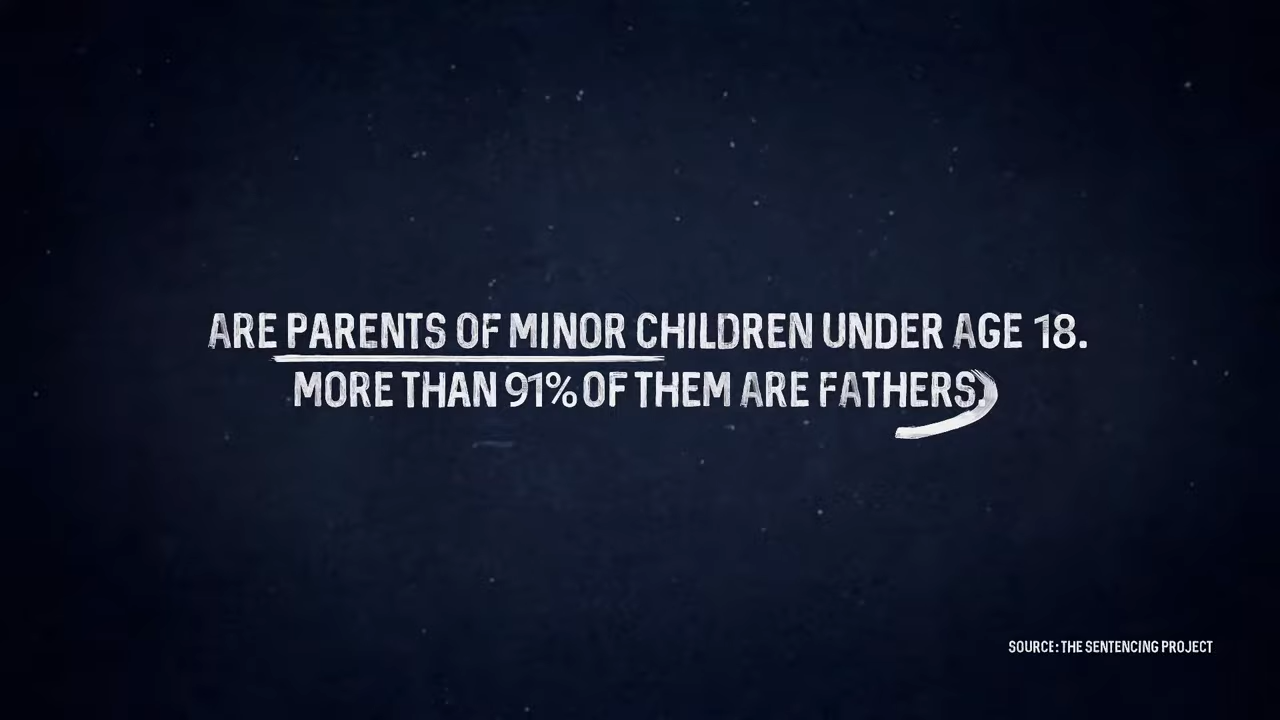 ARE PARENTS OF MINOR CHILDREN UNDER AGE 18.
MORE THAN 91% OF THEM ARE FATHERS.
SOURCE: THE SENTENCING PROJECT